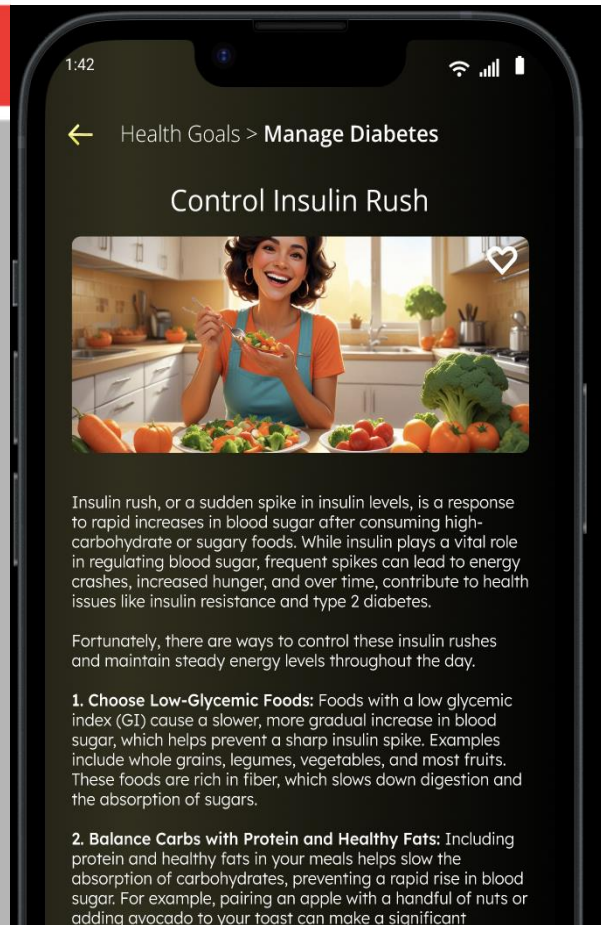 1:42
Health Goals > Manage Diabetes
Control Insulin Rush
Insulin rush, or a sudden spike in insulin levels, is a response
to rapid increases in blood sugar after consuming high-
carbohydrate or sugary foods. While insulin plays a vital role
in regulating blood sugar, frequent spikes can lead to energy
crashes, increased hunger, and over time, contribute to health
issues like insulin resistance and type 2 diabetes.
Fortunately, there are ways to control these insulin rushes
and maintain steady energy levels throughout the day.
1. Choose Low-Glycemic Foods: Foods with a low glycemic
index (GI) cause a slower, more gradual increase in blood
sugar, which helps prevent a sharp insulin spike. Examples
include whole grains, legumes, vegetables, and most fruits.
These foods are rich in fiber, which slows down digestion and
the absorption of sugars.
2. Balance Carbs with Protein and Healthy Fats: Including
protein and healthy fats in your meals helps slow the
absorption of carbohydrates, preventing a rapid rise in blood
sugar. For example, pairing an apple with a handful of nuts or
adding avocado to your toast can make a significant